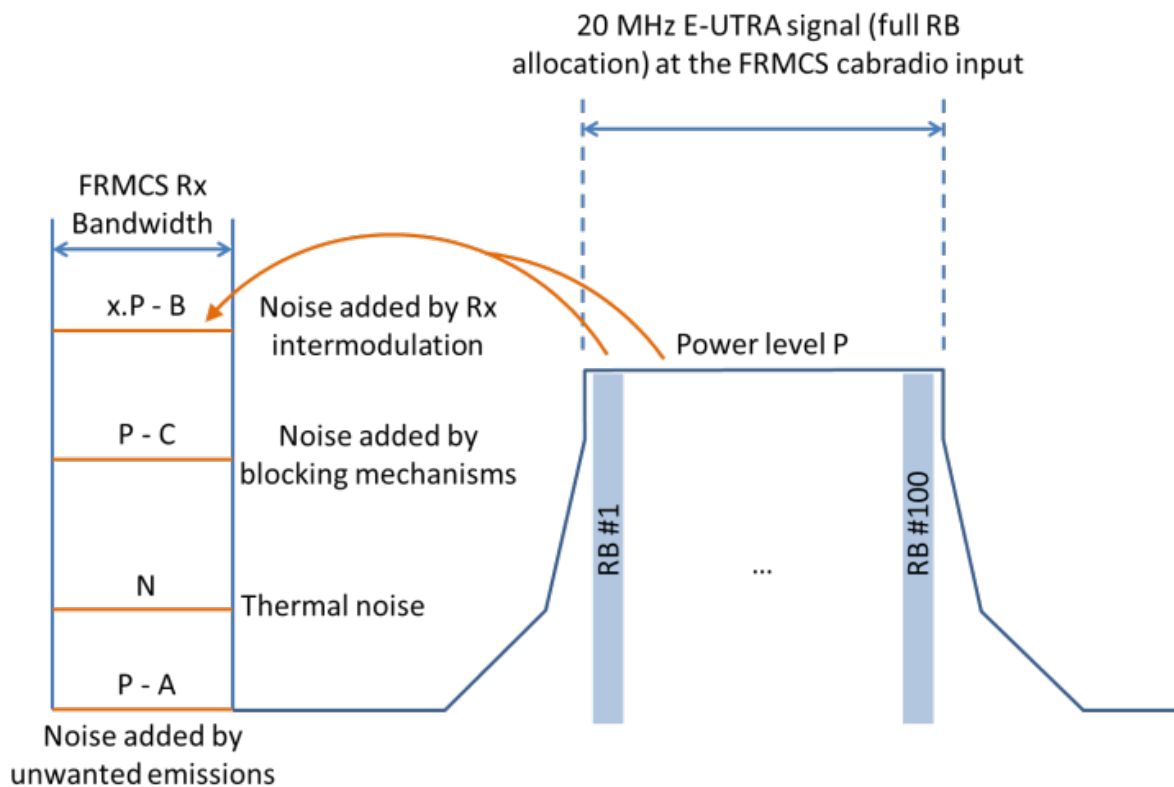 20 MHz E-UTRA signal (full RB
allocation) at the FRMCS cabradio input
FRMCS Rx
Bandwidth
x.P - B
Noise added by Rx
intermodulation
Power level P
P - C
Noise added by
blocking mechanisms
RB #1
...
RB #100
N
Thermal noise
P - A
Noise added by
unwanted emissions